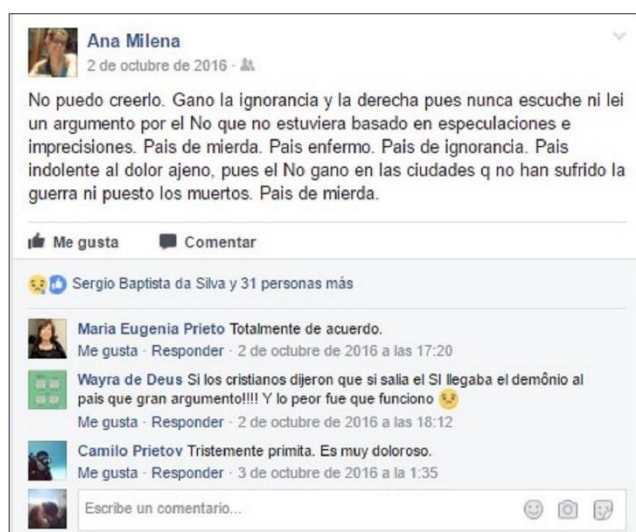 Ana Milena
2 de octubre de 2016 ·
No puedo creerlo. Gano la ignorancia y la derecha pues nunca escuche ni lei
un argumento por el No que no estuviera basado en especulaciones e
imprecisiones. Pais de mierda. Pais enfermo. Pais de ignorancia. Pais
indolente al dolor ajeno, pues el No gano en las ciudades q no han sufrido la
guerra ni puesto los muertos. Pais de mierda.
Me gusta Comentar
Sergio Baptista da Silva y 31 personas más
Maria Eugenia Prieto Totalmente de acuerdo.
Me gusta · Responder · 2 de octubre de 2016 a las 17:20
Wayra de Deus Si los cristianos dijeron que si salia el SI llegaba el demônio al
pais que gran argumento!!!! Y lo peor fue que funciono
Me gusta · Responder · 2 de octubre de 2016 a las 18:12
Camilo Prietov Tristemente primita. Es muy doloroso.
Me gusta · Responder · 3 de octubre de 2016 a la 1:35
Escribe un comentario...